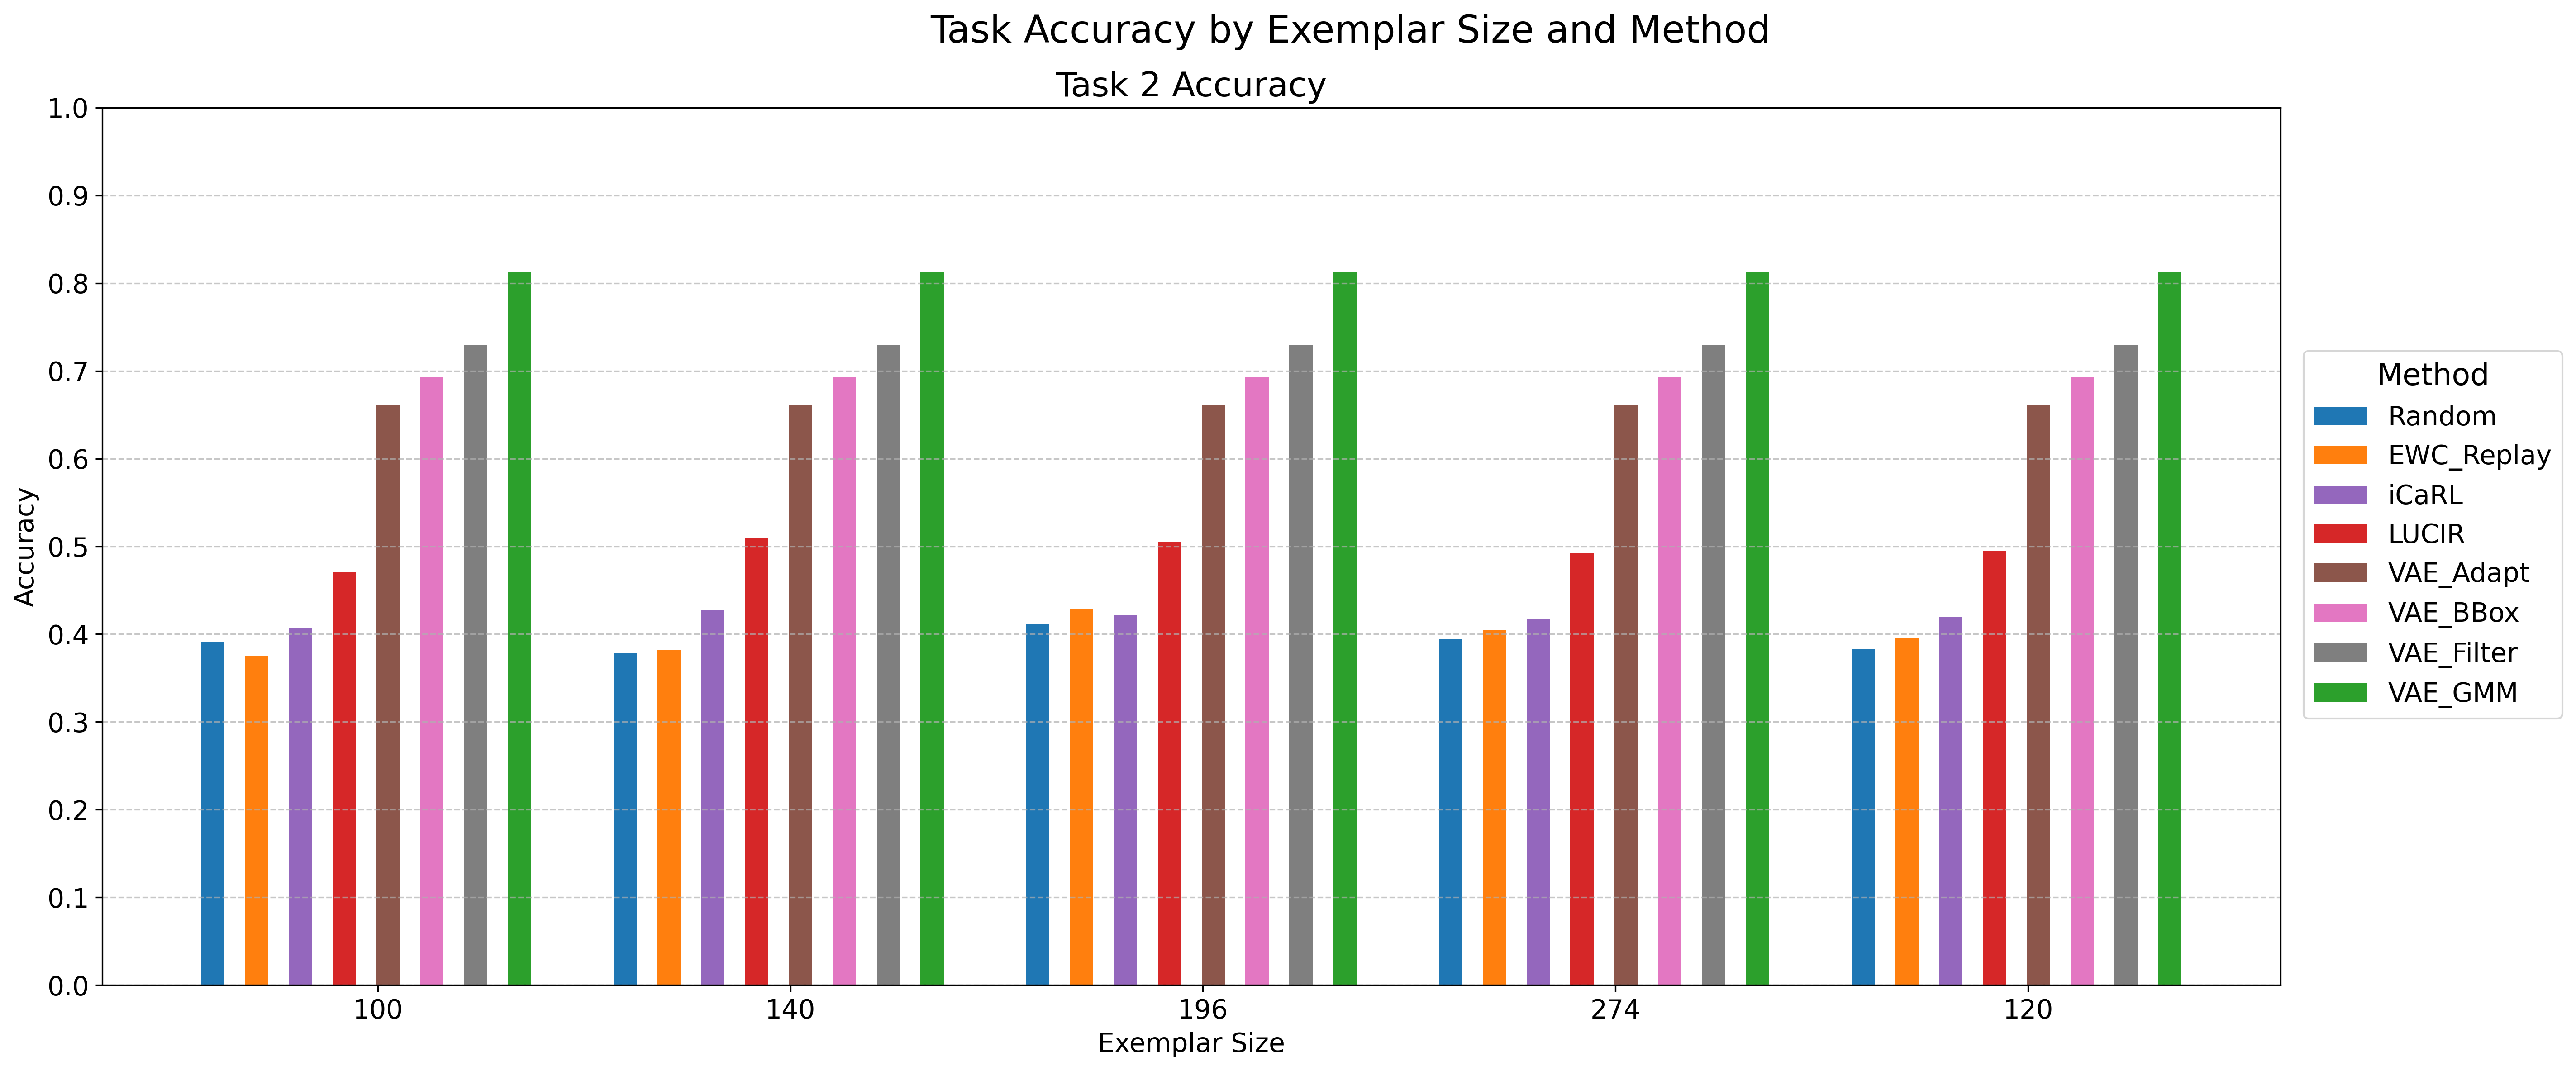 Task Accuracy by Exemplar Size and Method
Task 2 Accuracy
Accuracy
1.0
0.9
0.8
0.7
0.6
0.5
0.4
0.3
0.2
0.1
0.0
100 140 196 274 120
Exemplar Size
Method
Random
EWC_Replay
iCaRL
LUCIR
VAE_Adapt
VAE_BBox
VAE_Filter
VAE_GMM